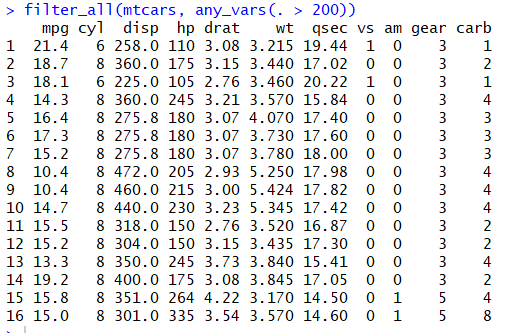 > filter_all(mtcars, any_vars(. > 200))
    mpg cyl  disp  hp drat    wt  qsec vs am gear carb
1  21.4   6 258.0 110 3.08 3.215 19.44  1  0    3    1
2  18.7   8 360.0 175 3.15 3.440 17.02  0  0    3    2
3  18.1   6 225.0 105 2.76 3.460 20.22  1  0    3    1
4  14.3   8 360.0 245 3.21 3.570 15.84  0  0    3    4
5  16.4   8 275.8 180 3.07 4.070 17.40  0  0    3    3
6  17.3   8 275.8 180 3.07 3.730 17.60  0  0    3    3
7  15.2   8 275.8 180 3.07 3.780 18.00  0  0    3    3
8  10.4   8 472.0 205 2.93 5.250 17.98  0  0    3    4
9  10.4   8 460.0 215 3.00 5.424 17.82  0  0    3    4
10 14.7   8 440.0 230 3.23 5.345 17.42  0  0    3    4
11 15.5   8 318.0 150 2.76 3.520 16.87  0  0    3    2
12 15.2   8 304.0 150 3.15 3.435 17.30  0  0    3    2
13 13.3   8 350.0 245 3.73 3.840 15.41  0  0    3    4
14 19.2   8 400.0 175 3.08 3.845 17.05  0  0    3    2
15 15.8   8 351.0 264 4.22 3.170 14.50  0  1    5    4
16 15.0   8 301.0 335 3.54 3.570 14.60  0  1    5    8
>